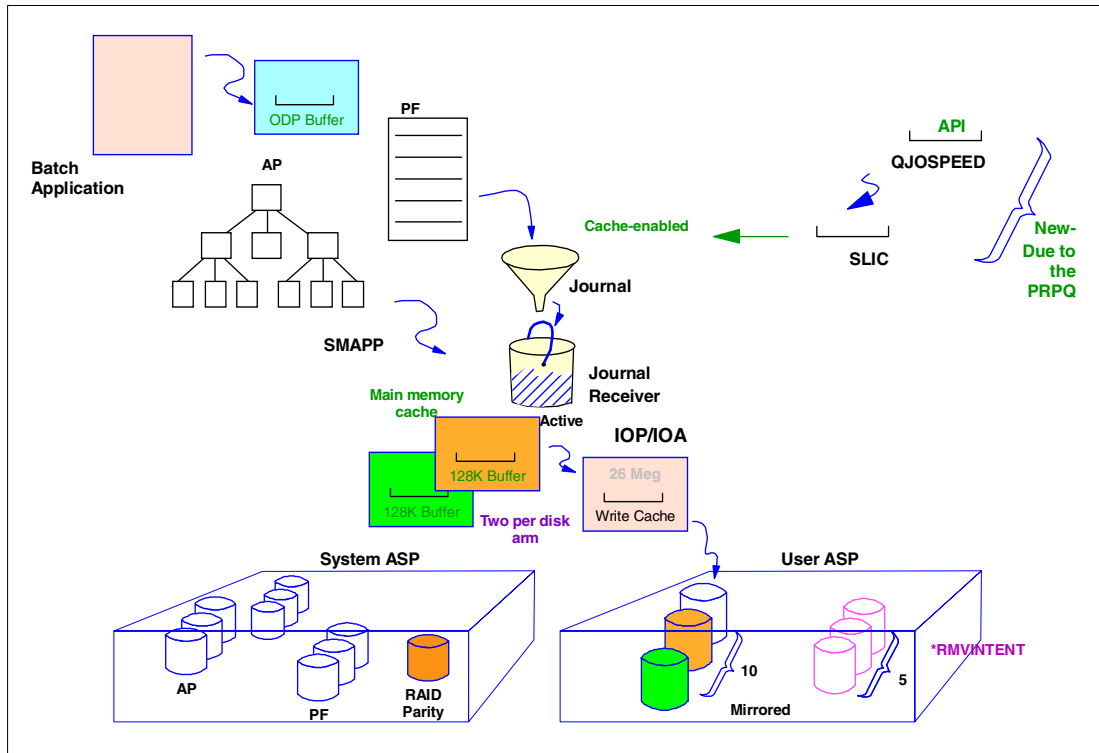 ODP Buffer
PF
Batch
Application
AP
API
QJOSPEED
Cache-enabled
SLIC
New-
Due to
the
PRPQ
Journal
SMAPP
Journal
Receiver
Active
Main memory
cache
128K Buffer
128K Buffer
Two per disk
arm
IOP/IOA
26 Meg
Write Cache
System ASP
AP
PF
RAID
Parity
User ASP
10
Mirrored
5
*RMVINTENT